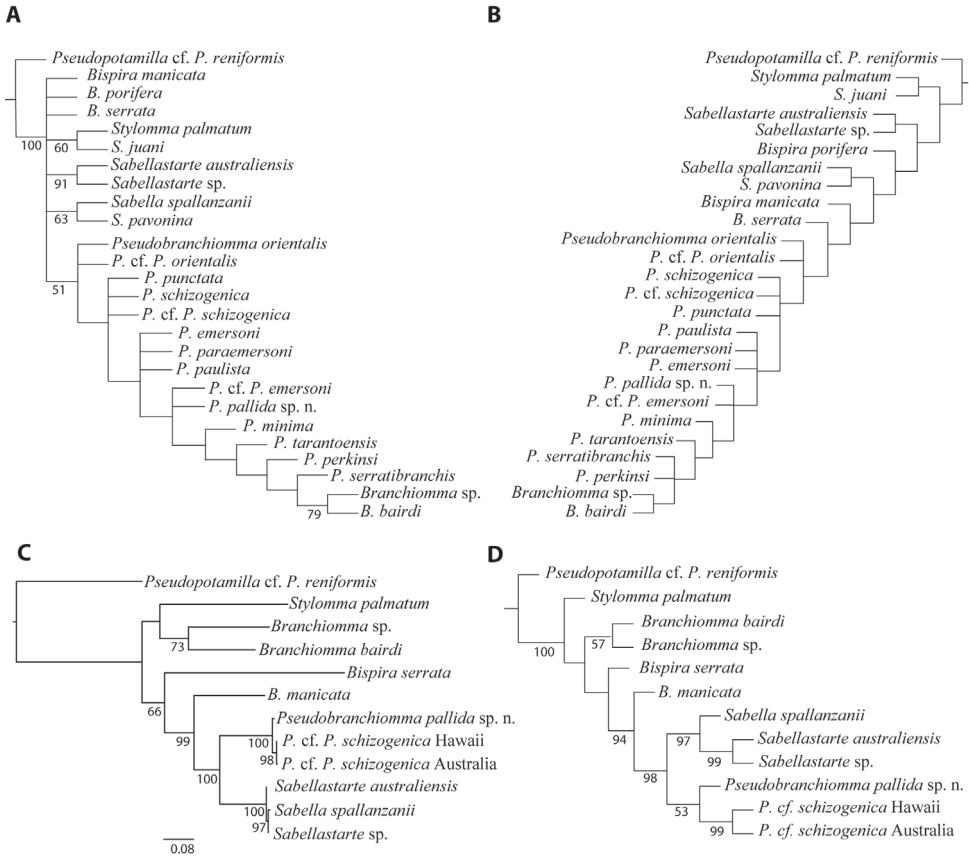 A
Pseudopotamilla cf. P. reniformis
Bispira manicata
B. porifera
B. serrata
Stylomma palmatum
100
60
S. juani
Sabellastarte australiensis
91
Sabellastarte sp.
Sabella spallanzanii
63
S. pavonina
Pseudobranchiomma orientalis
P. cf. P. orientalis
51
P. punctata
P. schizogenica
P. cf. P. schizogenica
P. emersoni
P. paraemersoni
P. paulista
P. cf. P. emersoni
P. pallida sp. n.
P. minima
P. tarantoensis
P. perkinsi
P. serratibranchis
Branchiomma sp.
79
B. bairdi
B
Pseudopotamilla cf. P. reniformis
Stylomma palmatum
S. juani
Sabellastarte australiensis
Sabellastarte sp.
Bispira porifera
Sabella spallanzanii
S. pavonina
Bispira manicata
B. serrata
Pseudobranchiomma orientalis
P. cf. P. orientalis
P. schizogenica
P. cf. schizogenica
P. punctata
P. paulista
P. paraemersoni
P. emersoni
P. pallida sp. n.
P. cf. P. emersoni
P. minima
P. tarantoensis
P. serratibranchis
P. perkinsi
Branchiomma sp.
B. bairdi
C
Pseudopotamilla cf. P. reniformis
Stylomma palmatum
Branchiomma sp.
73
Branchiomma bairdi
Bispira serrata
66
B. manicata
99
Pseudobranchiomma pallida sp. n.
100
P. cf. P. schizogenica Hawaii
98
P. cf. P. schizogenica Australia
100
Sabellastarte australiensis
100
Sabella spallanzanii
97
Sabellastarte sp.
0.08
D
Pseudopotamilla cf. P. reniformis
Stylomma palmatum
Branchiomma bairdi
57
100
Branchiomma sp.
Bispira serrata
B. manicata
Sabella spallanzanii
94
97
Sabellastarte australiensis
99
Sabellastarte sp.
98
Pseudobranchiomma pallida sp. n.
53
P. cf. schizogenica Hawaii
99
P. cf. schizogenica Australia